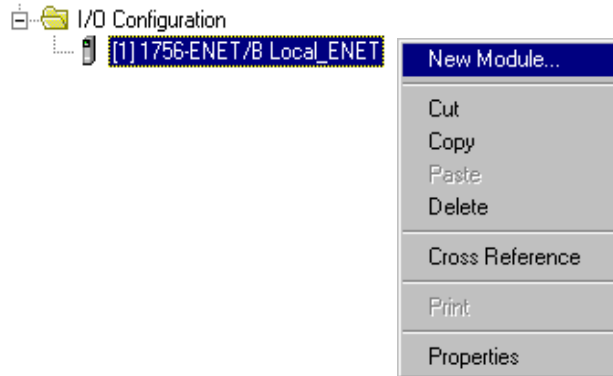 I/O Configuration
[1] 1756-ENET/B Local_ENET
New Module...
Cut
Copy
Paste
Delete
Cross Reference
Print
Properties